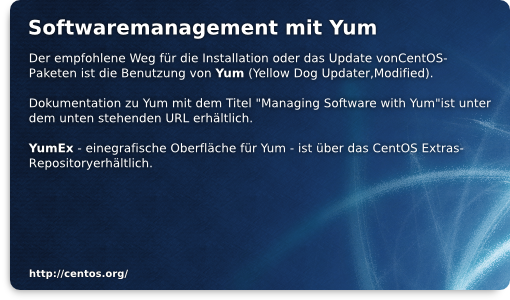 Softwaremanagement mit Yum
Der empfohlene Weg für die Installation oder das Update vonCentOS-
Paketen ist die Benutzung von Yum (Yellow Dog Updater,Modified).
Dokumentation zu Yum mit dem Titel "Managing Software with Yum"ist unter
dem unten stehenden URL erhältlich.
YumEx - einegrafische Oberfläche für Yum - ist über das CentOS Extras-
Repositoryerhältlich.
http://centos.org/